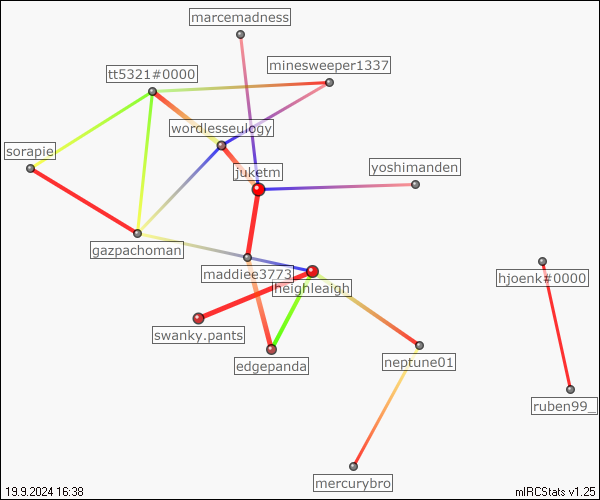 marcemadness
minesweeper1337
tt5321#0000
wordlesseulogy
sorapie
juketm
yoshimanden
gazpachoman
maddiee3773
hjoenk#0000
heighleaigh
swanky.pants
edgepanda
neptune01
ruben99_
mercurybro
19.9.2024 16:38
mIRCStats v1.25